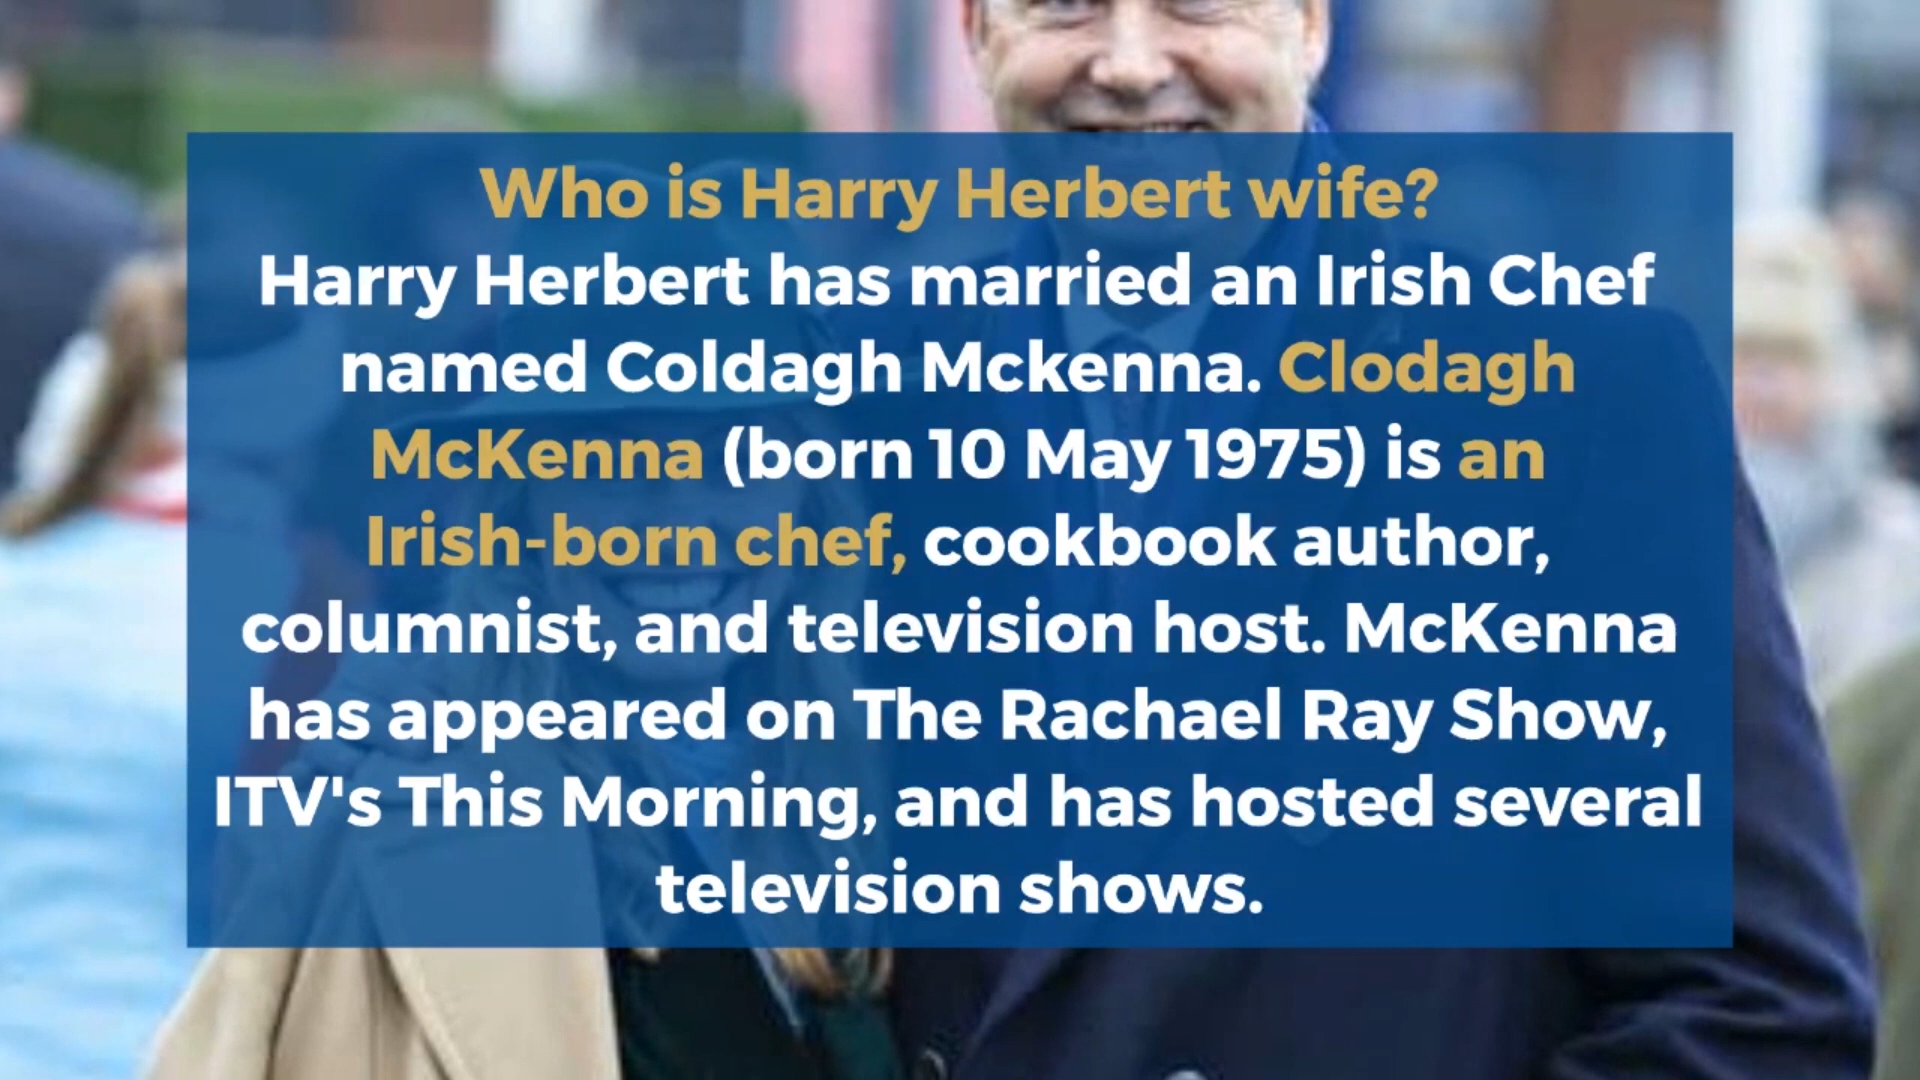 Who is Harry Herbert wife?
Harry Herbert has married an Irish Chef
named Coldagh Mckenna. Clodagh
McKenna (born 10 May 1975) is an
Irish-born chef, cookbook author,
columnist, and television host. McKenna
has appeared on The Rachael Ray Show,
ITV's This Morning, and has hosted several
television shows.